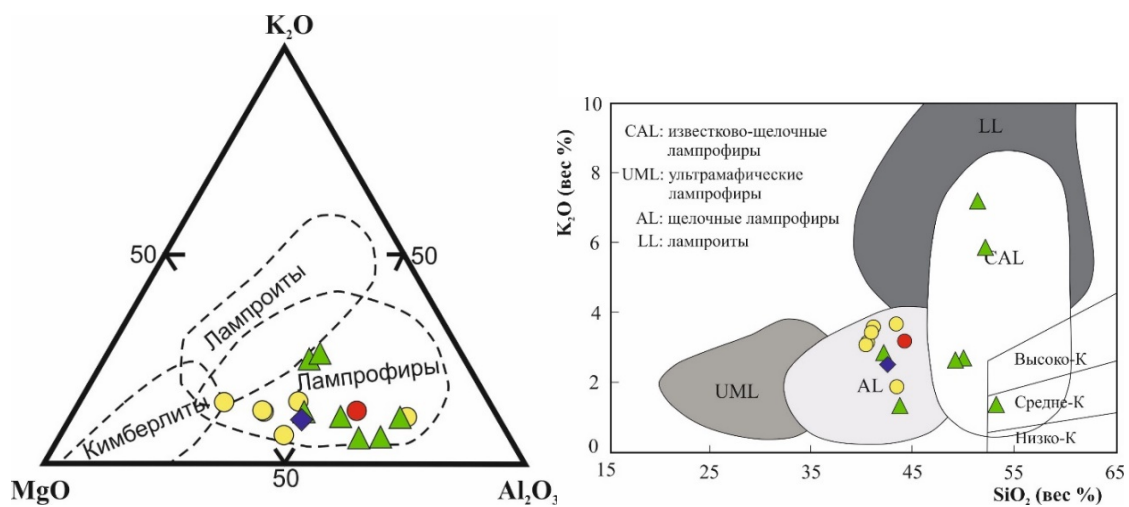 K₂O
50
50
Лампроиты
Лампрофиры
Кимберлиты
MgO
50
Al₂O₃
K₂O (вес %)
10
8
6
4
2
0
CAL: известково-щелочные
лампрофиры
UML: ультрамафические
лампрофиры
AL: щелочные лампрофиры
LL: лампроиты
LL
CAL
UML
AL
Высоко-К
Средне-К
Низко-К
15
25
35
45
55
65
SiO₂ (вес %)